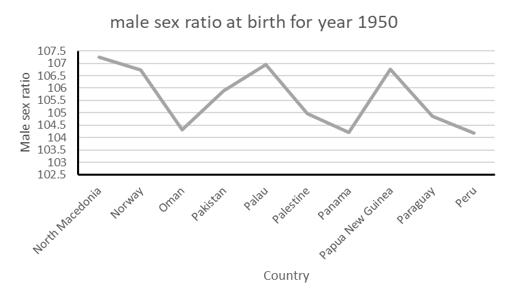 male sex ratio at birth for year 1950
Male sex ratio
107.5
107
106.5
106
105.5
105
104.5
104
103.5
103
102.5
North Macedonia
Norway
Oman
Pakistan
Palau
Palestine
Panama
Papua New Guinea
Paraguay
Peru
Country